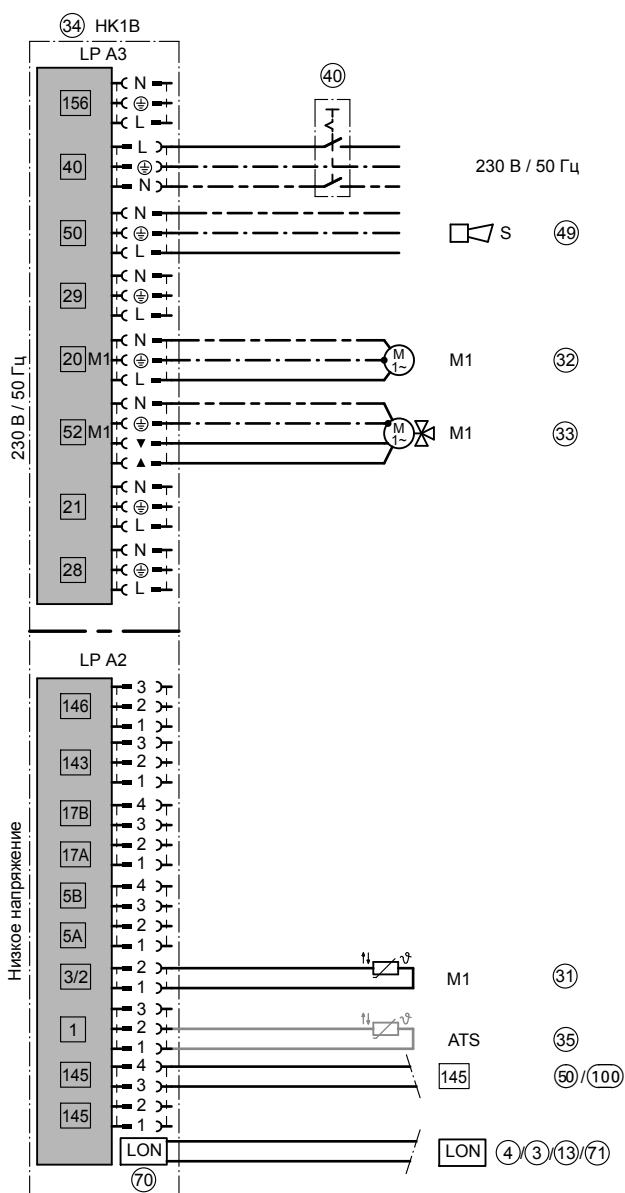 34 HK1B
LP A3
40
156
N
L
40
L
N
230 В / 50 Гц
50
N
L
S 49
29
N
L
20 M1
N
L
M
1~
M1 32
52 M1
N
▼
▲
M
1~
M1 33
21
N
L
28
N
L
230 В / 50 Гц
LP A2
146
3
2
1
143
3
2
1
17B
4
3
17A
2
1
5B
4
3
5A
2
1
3/2
2
1
ϑ
M1 31
1
3
2
1
ϑ
ATS 35
145
4
3
145 50/100
145
2
1
LON
LON 4/3/13/71
70
Низкое напряжение